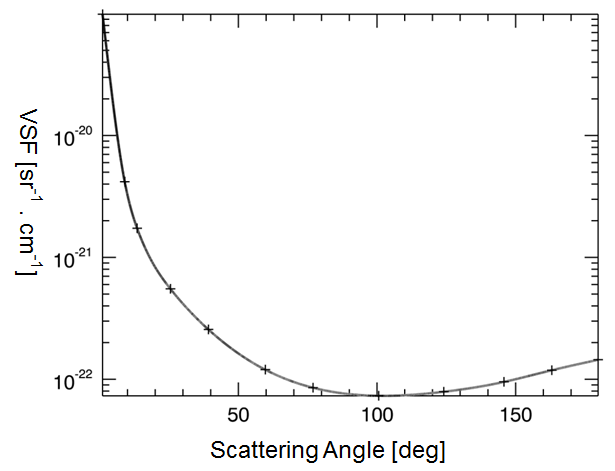 VSF [sr⁻¹ . cm⁻¹]
10⁻²⁰
10⁻²¹
10⁻²²
50 100 150
Scattering Angle [deg]